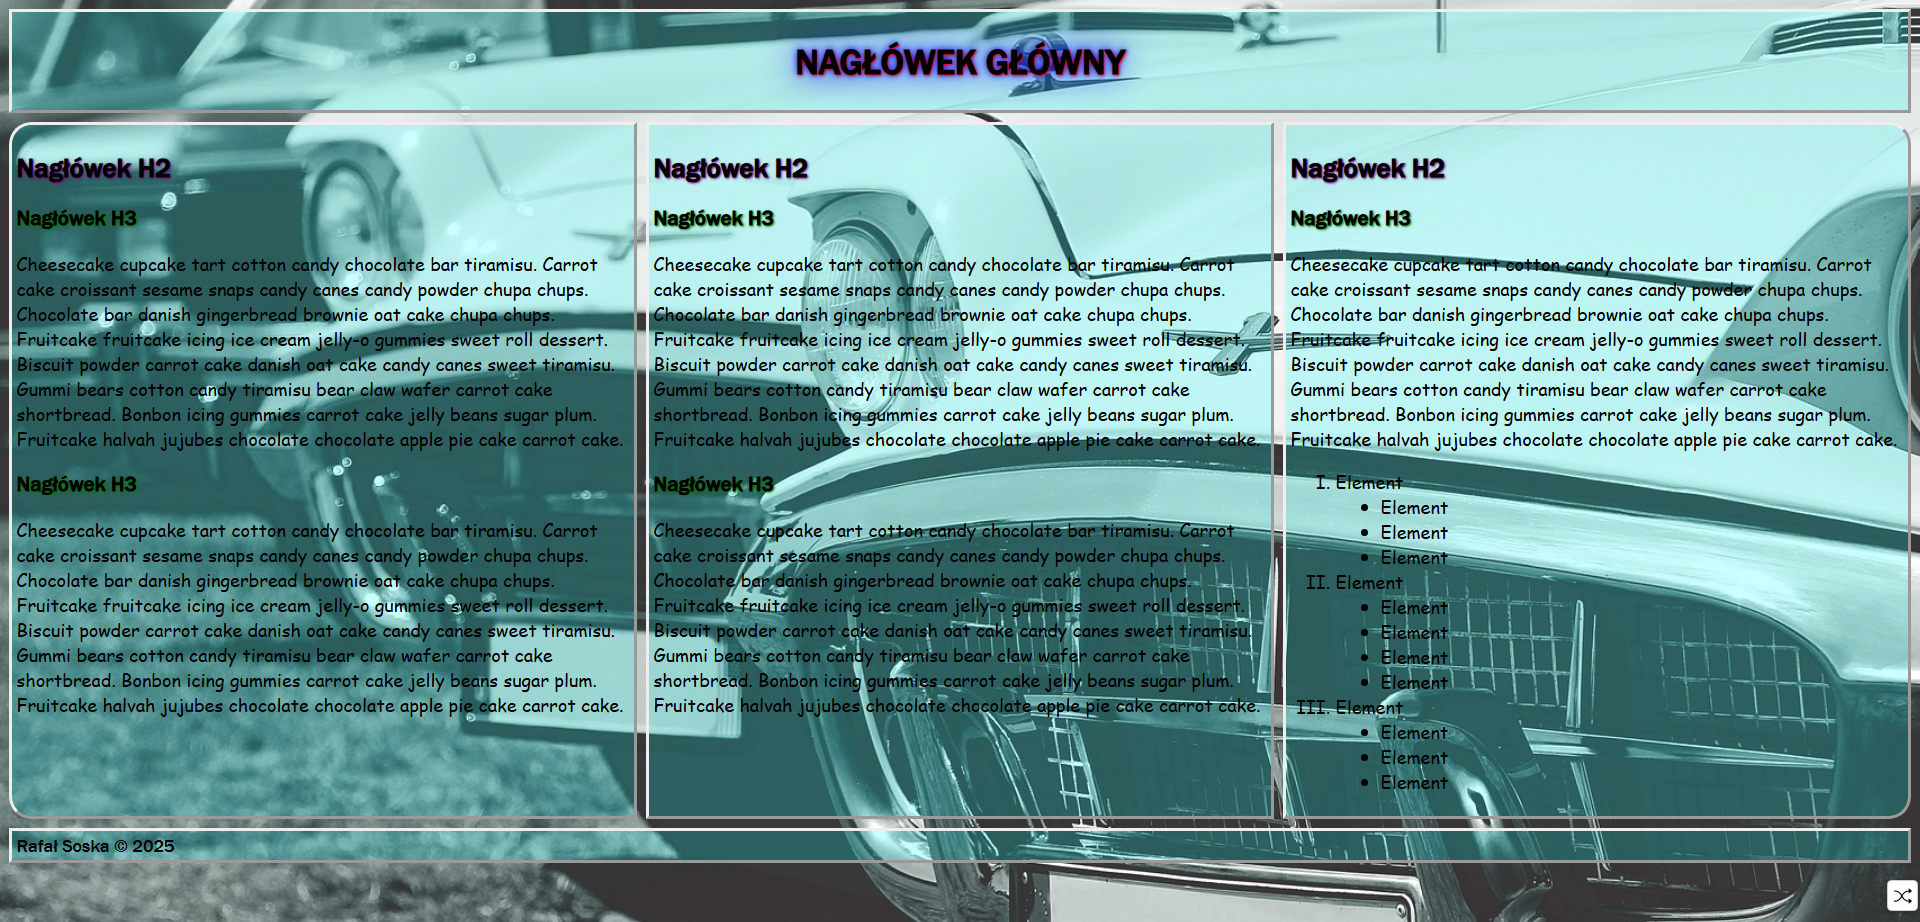 NAGŁÓWEK GŁÓWNY
Nagłówek H2
Nagłówek H3
Cheesecake cupcake tart cotton candy chocolate bar tiramisu. Carrot
cake croissant sesame snaps candy canes candy powder chupa chups.
Chocolate bar danish gingerbread brownie oat cake chupa chups.
Fruitcake fruitcake icing ice cream jelly-o gummies sweet roll dessert.
Biscuit powder carrot cake danish oat cake candy canes sweet tiramisu.
Gummi bears cotton candy tiramisu bear claw wafer carrot cake
shortbread. Bonbon icing gummies carrot cake jelly beans sugar plum.
Fruitcake halvah jujubes chocolate chocolate apple pie cake carrot cake.
Nagłówek H3
Cheesecake cupcake tart cotton candy chocolate bar tiramisu. Carrot
cake croissant sesame snaps candy canes candy powder chupa chups.
Chocolate bar danish gingerbread brownie oat cake chupa chups.
Fruitcake fruitcake icing ice cream jelly-o gummies sweet roll dessert.
Biscuit powder carrot cake danish oat cake candy canes sweet tiramisu.
Gummi bears cotton candy tiramisu bear claw wafer carrot cake
shortbread. Bonbon icing gummies carrot cake jelly beans sugar plum.
Fruitcake halvah jujubes chocolate chocolate apple pie cake carrot cake.
Nagłówek H2
Nagłówek H3
Cheesecake cupcake tart cotton candy chocolate bar tiramisu. Carrot
cake croissant sesame snaps candy canes candy powder chupa chups.
Chocolate bar danish gingerbread brownie oat cake chupa chups.
Fruitcake fruitcake icing ice cream jelly-o gummies sweet roll dessert.
Biscuit powder carrot cake danish oat cake candy canes sweet tiramisu.
Gummi bears cotton candy tiramisu bear claw wafer carrot cake
shortbread. Bonbon icing gummies carrot cake jelly beans sugar plum.
Fruitcake halvah jujubes chocolate chocolate apple pie cake carrot cake.
Nagłówek H3
Cheesecake cupcake tart cotton candy chocolate bar tiramisu. Carrot
cake croissant sesame snaps candy canes candy powder chupa chups.
Chocolate bar danish gingerbread brownie oat cake chupa chups.
Fruitcake fruitcake icing ice cream jelly-o gummies sweet roll dessert.
Biscuit powder carrot cake danish oat cake candy canes sweet tiramisu.
Gummi bears cotton candy tiramisu bear claw wafer carrot cake
shortbread. Bonbon icing gummies carrot cake jelly beans sugar plum.
Fruitcake halvah jujubes chocolate chocolate apple pie cake carrot cake.
Nagłówek H2
Nagłówek H3
Cheesecake cupcake tart cotton candy chocolate bar tiramisu. Carrot
cake croissant sesame snaps candy canes candy powder chupa chups.
Chocolate bar danish gingerbread brownie oat cake chupa chups.
Fruitcake fruitcake icing ice cream jelly-o gummies sweet roll dessert.
Biscuit powder carrot cake danish oat cake candy canes sweet tiramisu.
Gummi bears cotton candy tiramisu bear claw wafer carrot cake
shortbread. Bonbon icing gummies carrot cake jelly beans sugar plum.
Fruitcake halvah jujubes chocolate chocolate apple pie cake carrot cake.
I. Element
• Element
• Element
• Element
II. Element
• Element
• Element
• Element
• Element
III. Element
• Element
• Element
• Element
Rafał Soska © 2025